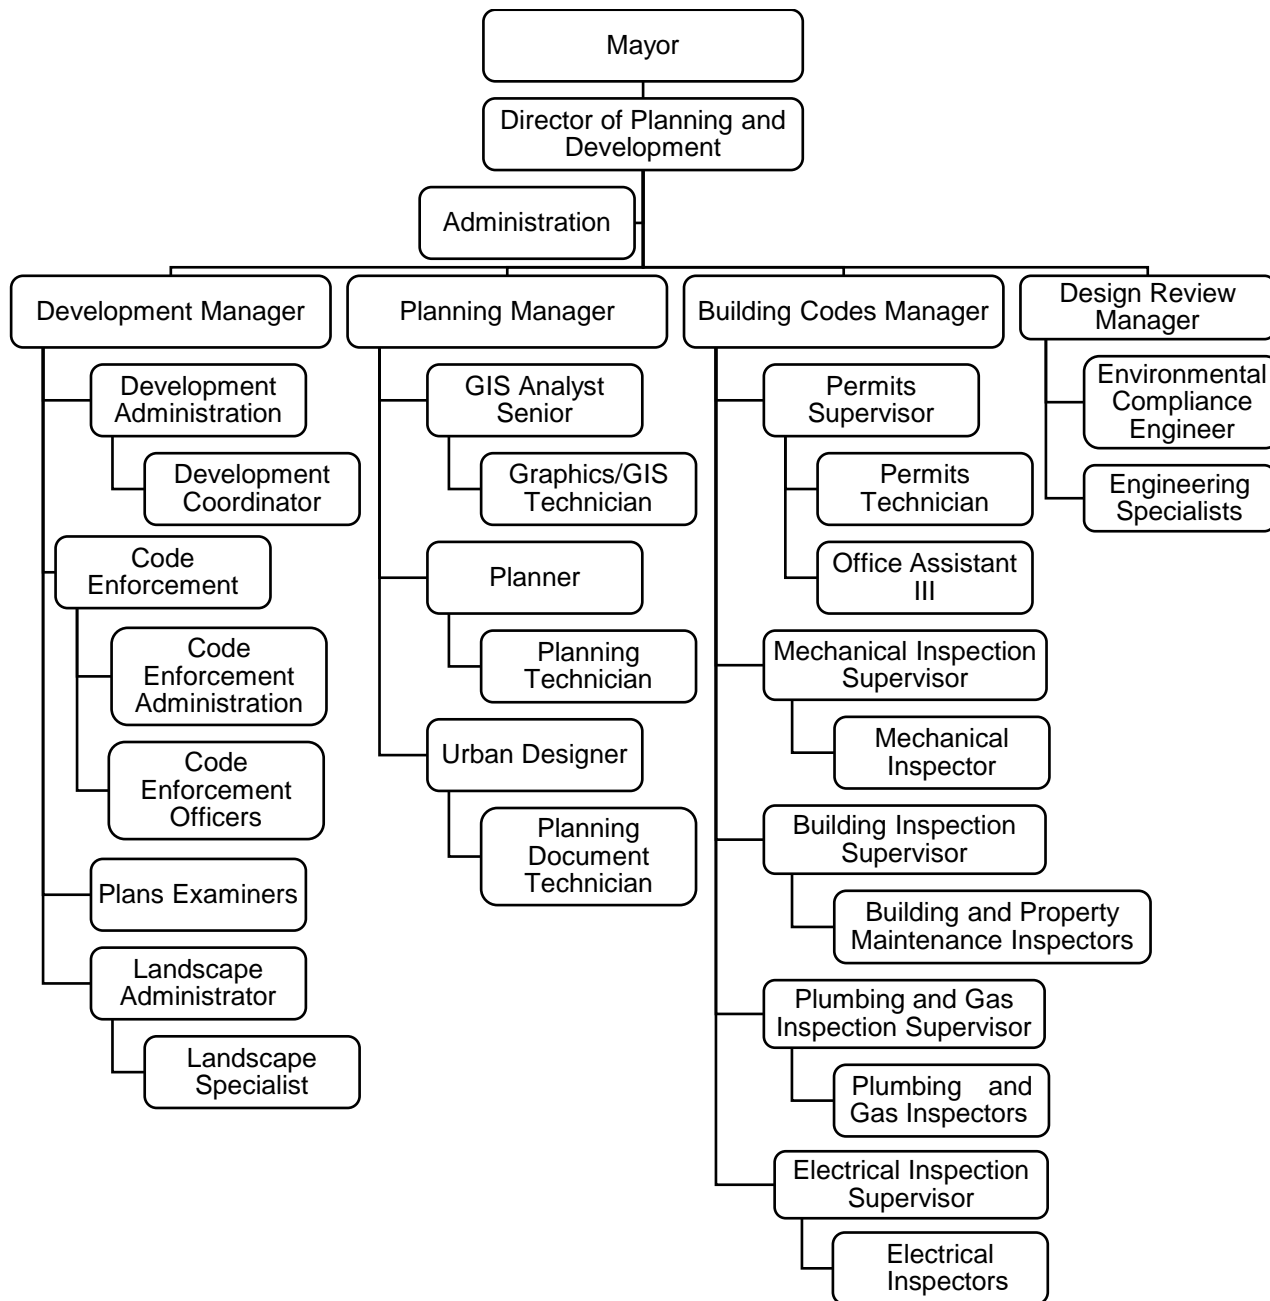 Mayor
Director of Planning and
Development
Administration
Development Manager
Development
Administration
Development
Coordinator
Code
Enforcement
Code
Enforcement
Administration
Code
Enforcement
Officers
Plans Examiners
Landscape
Administrator
Landscape
Specialist
Planning Manager
GIS Analyst
Senior
Graphics/GIS
Technician
Planner
Planning
Technician
Urban Designer
Planning
Document
Technician
Building Codes Manager
Permits
Supervisor
Permits
Technician
Office Assistant
III
Mechanical Inspection
Supervisor
Mechanical
Inspector
Building Inspection
Supervisor
Building and Property
Maintenance Inspectors
Plumbing and Gas
Inspection Supervisor
Plumbing and
Gas Inspectors
Electrical Inspection
Supervisor
Electrical
Inspectors
Design Review
Manager
Environmental
Compliance
Engineer
Engineering
Specialists